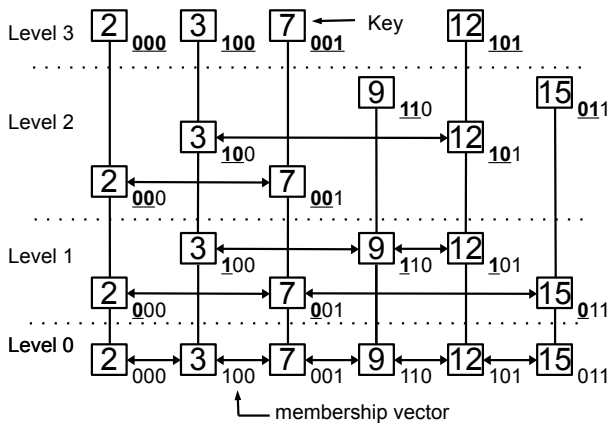 Level 3
2 000 3 100 7 001 Key 12 101
9 110 15 011
Level 2
3 100 12 101
2 000 7 001
Level 1
3 100 9 110 12 101
2 000 7 001 15 011
Level 0
2 000 3 100 7 001 9 110 12 101 15 011
membership vector